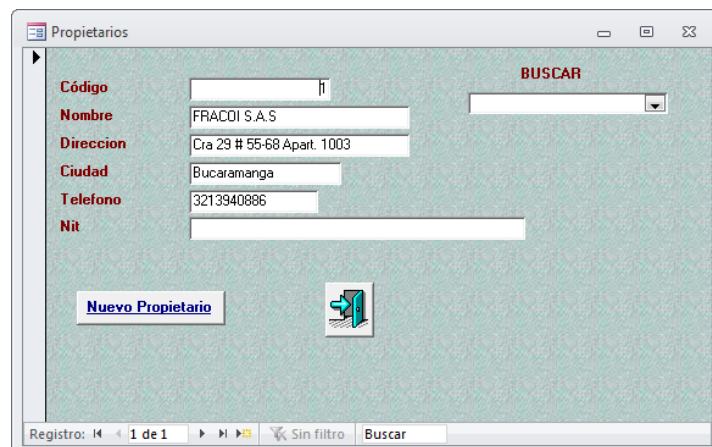 Propietarios
BUSCAR
Código 1
Nombre FRACOI S.A.S
Direccion Cra 29 # 55-68 Apart. 1003
Ciudad Bucaramanga
Telefono 3213940886
Nit
Nuevo Propietario
Registro: 1 de 1 Sin filtro Buscar